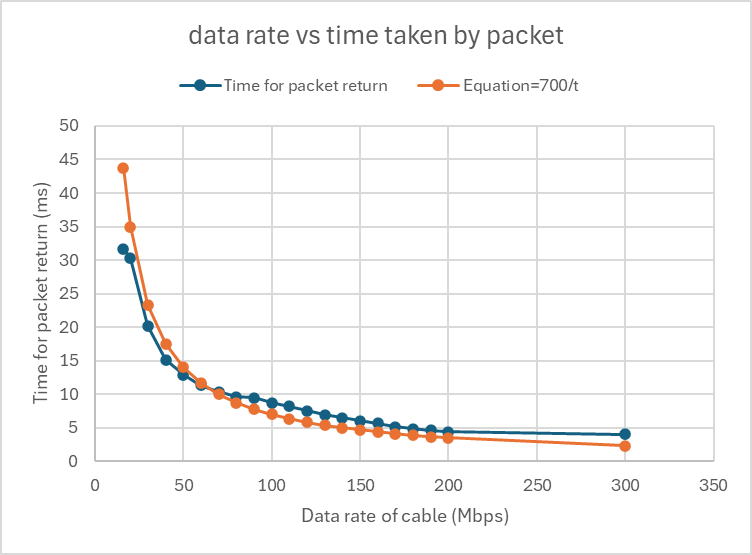 data rate vs time taken by packet
Time for packet return
Equation=700/t
50
45
40
35
30
25
20
15
10
5
0
Time for packet return (ms)
0 50 100 150 200 250 300 350
Data rate of cable (Mbps)